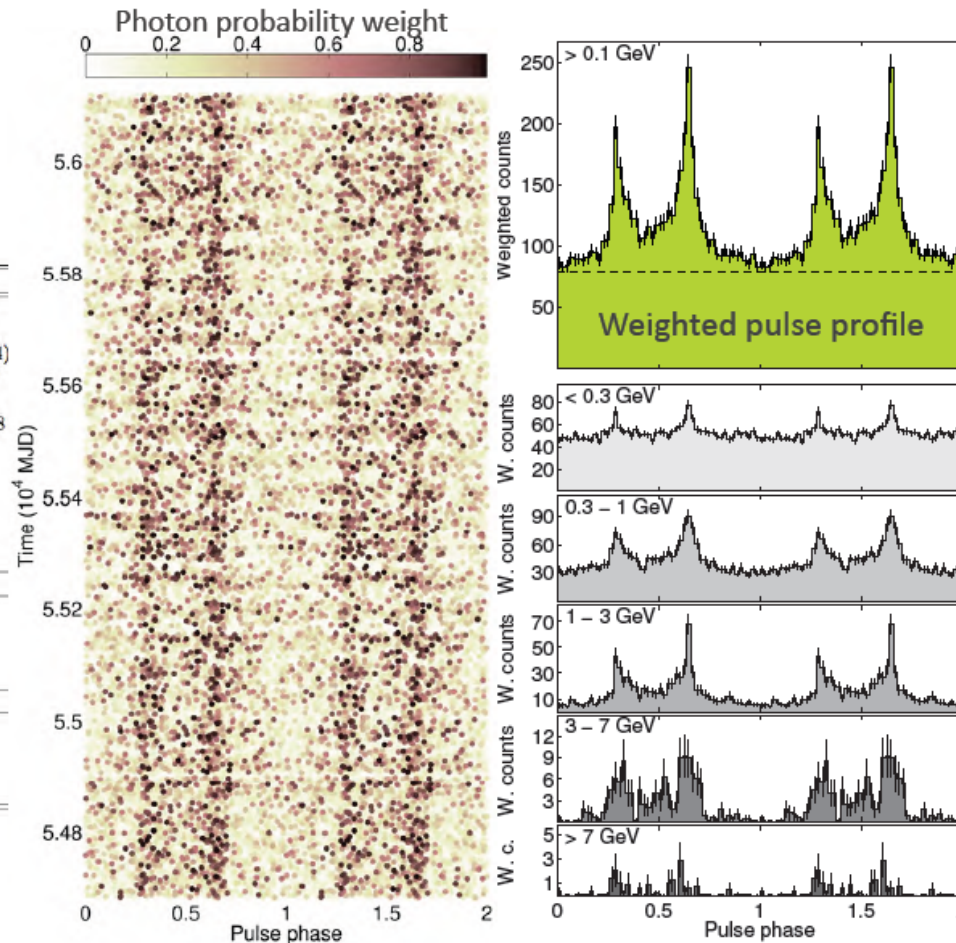 Photon probability weight
0 0.2 0.4 0.6 0.8
Time (10⁴ MJD)
5.6
5.58
5.56
5.54
5.52
5.5
5.48
0 0.5 1 1.5 2
Pulse phase
> 0.1 GeV
Weighted counts
250
200
150
100
50
Weighted pulse profile
< 0.3 GeV
W. counts
80
60
40
20
0.3 – 1 GeV
W. counts
90
60
30
1 – 3 GeV
W. counts
70
50
30
10
3 – 7 GeV
W. counts
12
9
6
3
> 7 GeV
W. c.
5
3
1
0 0.5 1 1.5
Pulse phase